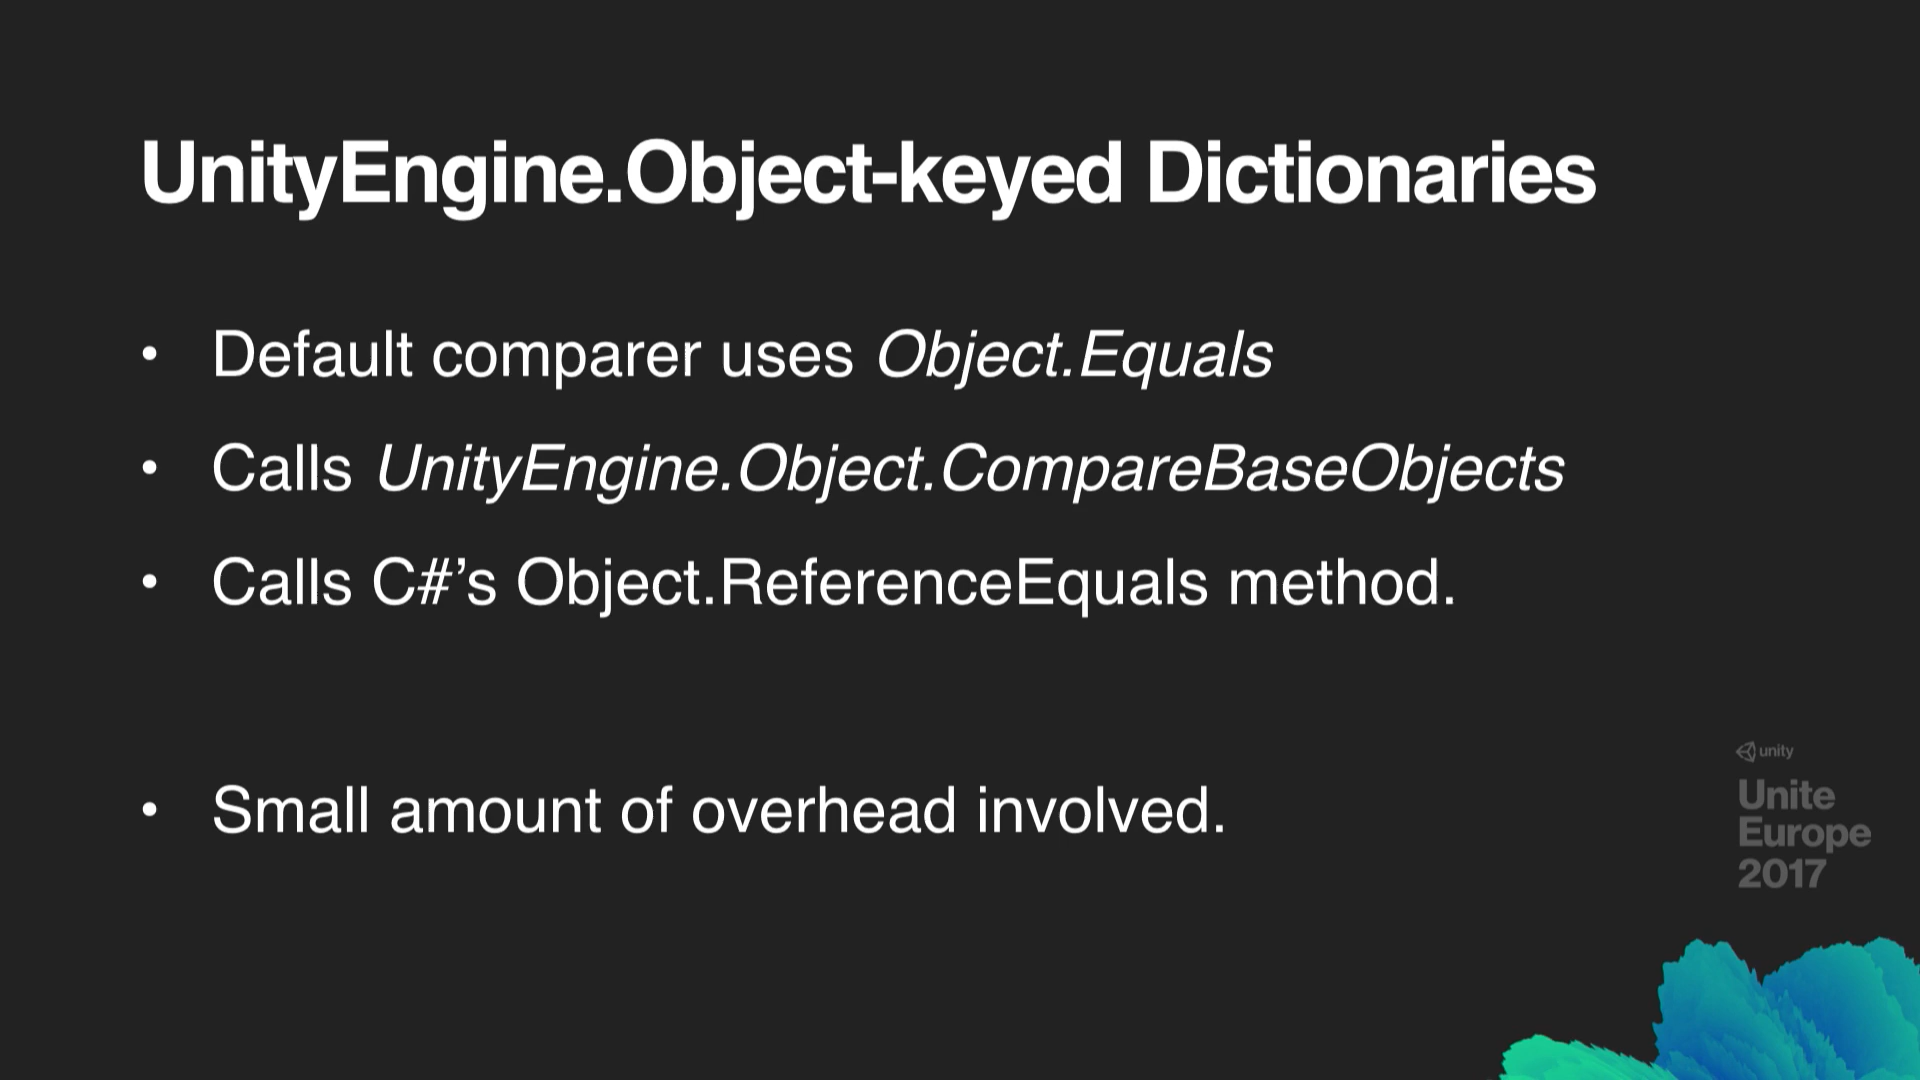 UnityEngine.Object-keyed Dictionaries
• Default comparer uses Object.Equals
• Calls UnityEngine.Object.CompareBaseObjects
• Calls C#’s Object.ReferenceEquals method.
• Small amount of overhead involved.
unity
Unite
Europe
2017